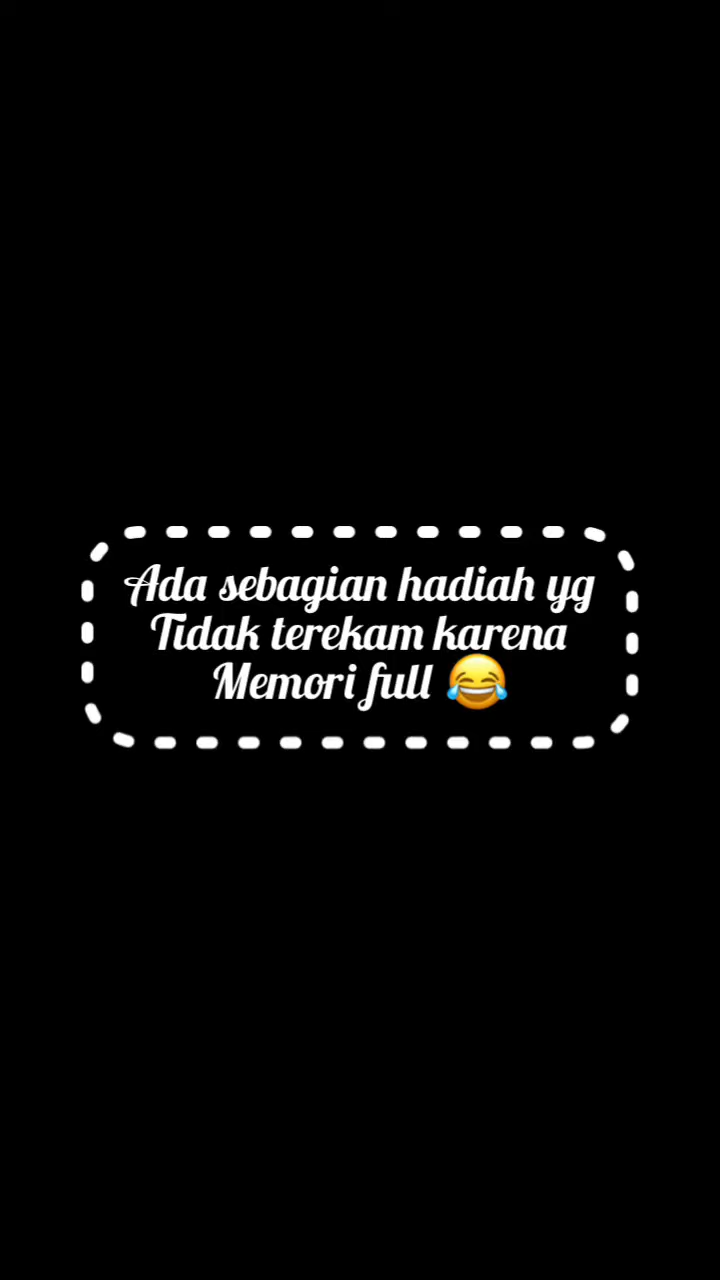 Ada sebagian hadiah yg
Tidak terekam karena
Memori full 😂